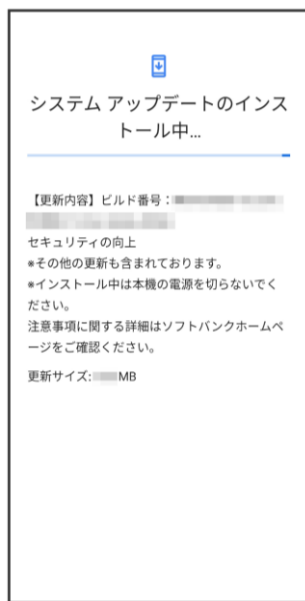 システム アップデートのインス
トール中...
【更新内容】ビルド番号：
セキュリティの向上
※その他の更新も含まれております。
※インストール中は本機の電源を切らないでく
ださい。
注意事項に関する詳細はソフトバンクホームペ
ージをご確認ください。
更新サイズ: MB